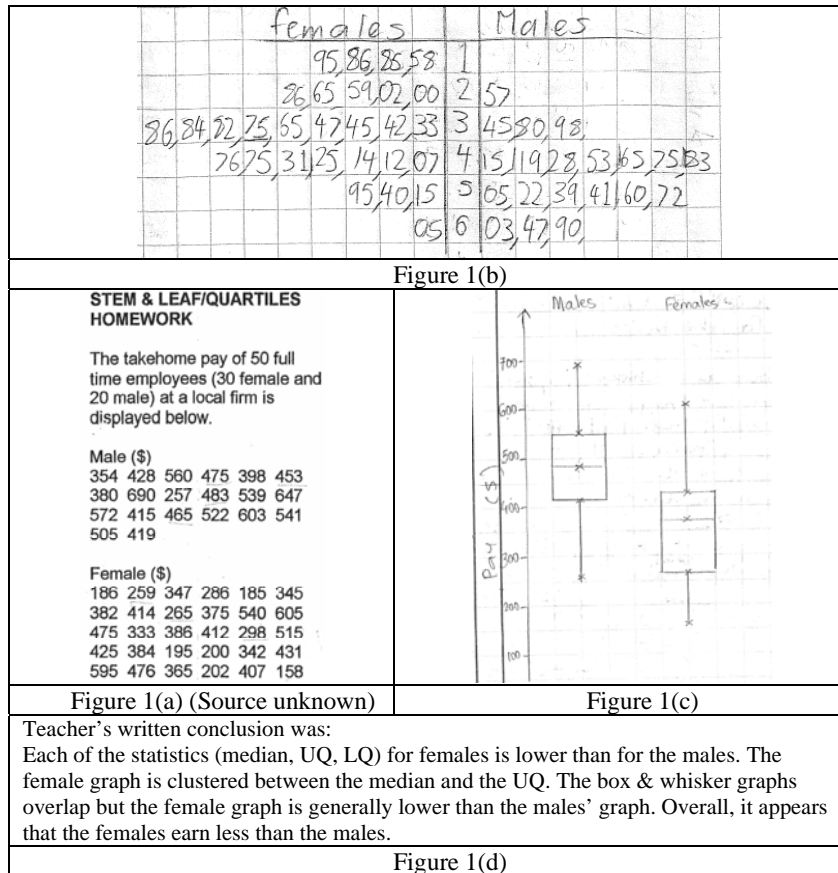 females Males
95,86,85,58 1
86,65 59,02,00 2 57
86,84,82,75,65,47,45,42,33 3 45 80, 98,
76,75,31,25,14,12,07 4 15,19,28,53,65,75,83
95,40,15 5 05,22,39,41,60,72
05 6 03,47,90,
Figure 1(b)
STEM & LEAF/QUARTILES
HOMEWORK
The takehome pay of 50 full
time employees (30 female and
20 male) at a local firm is
displayed below.
Male ($)
354 428 560 475 398 453
380 690 257 483 539 647
572 415 465 522 603 541
505 419
Female ($)
186 259 347 286 185 345
382 414 265 375 540 605
475 333 386 412 298 515
425 384 195 200 342 431
595 476 365 202 407 158
Figure 1(a) (Source unknown)
Males Females
700
600
500
400
300
200
100
Pay ($)
Figure 1(c)
Teacher's written conclusion was:
Each of the statistics (median, UQ, LQ) for females is lower than for the males. The
female graph is clustered between the median and the UQ. The box & whisker graphs
overlap but the female graph is generally lower than the males' graph. Overall, it appears
that the females earn less than the males.
Figure 1(d)